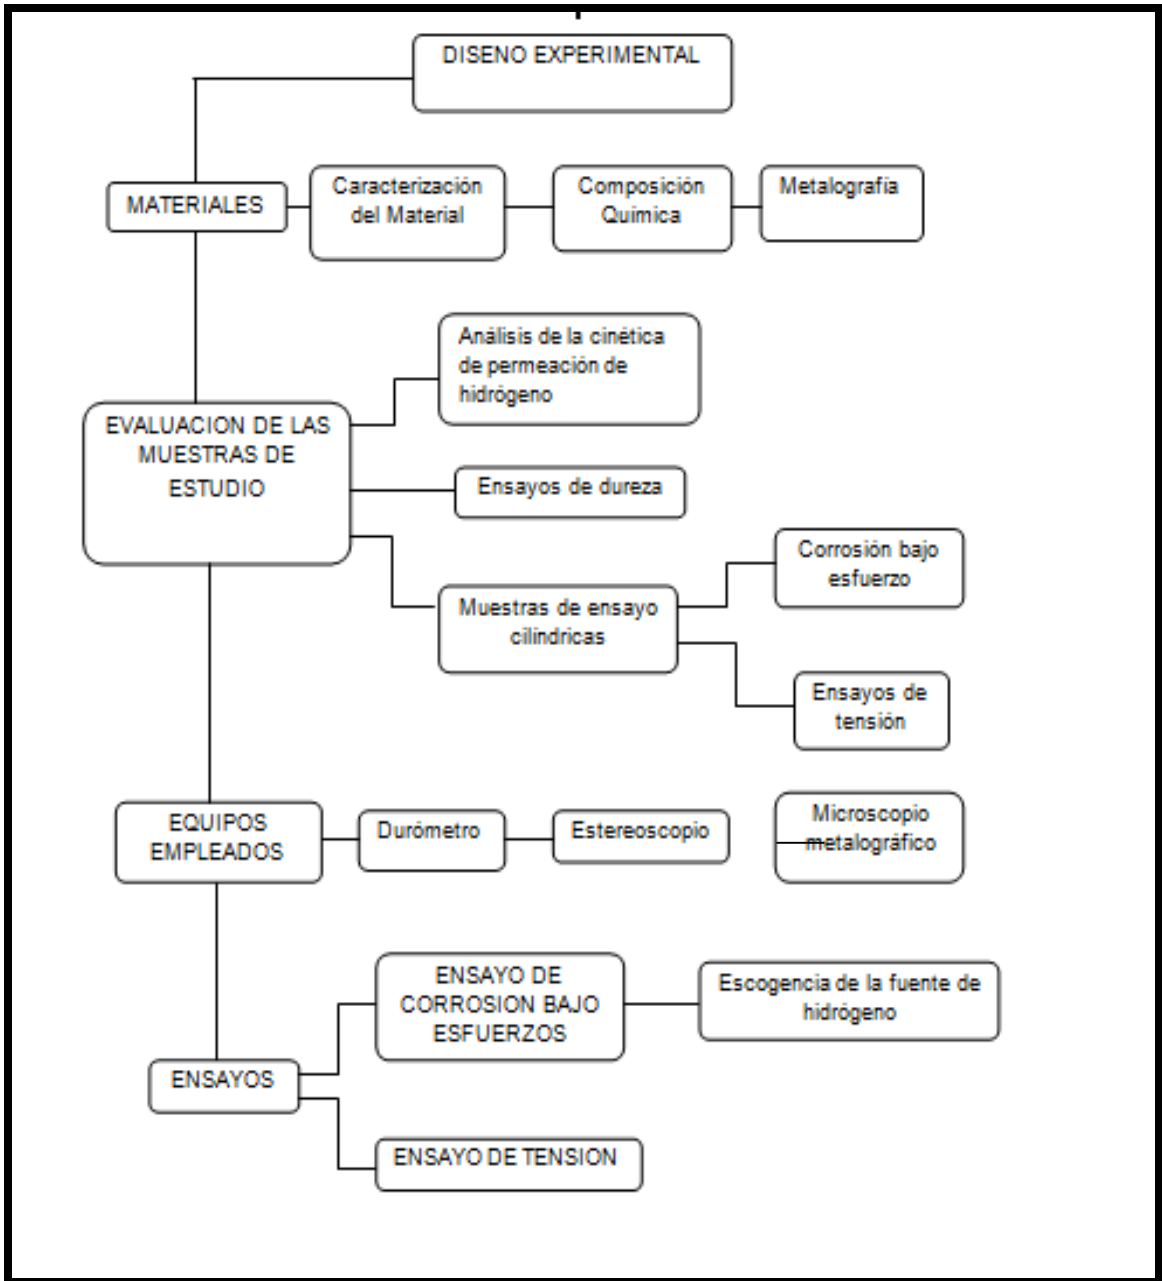 DISENO EXPERIMENTAL
MATERIALES
Caracterización
del Material
Composición
Química
Metalografía
Análisis de la cinética
de permeación de
hidrógeno
EVALUACION DE LAS
MUESTRAS DE
ESTUDIO
Ensayos de dureza
Corrosión bajo
esfuerzo
Muestras de ensayo
cilíndricas
Ensayos de
tensión
EQUIPOS
EMPLEADOS
Durómetro
Estereoscopio
Microscopio
metalográfico
ENSAYO DE
CORROSION BAJO
ESFUERZOS
Escogencia de la fuente de
hidrógeno
ENSAYOS
ENSAYO DE TENSION